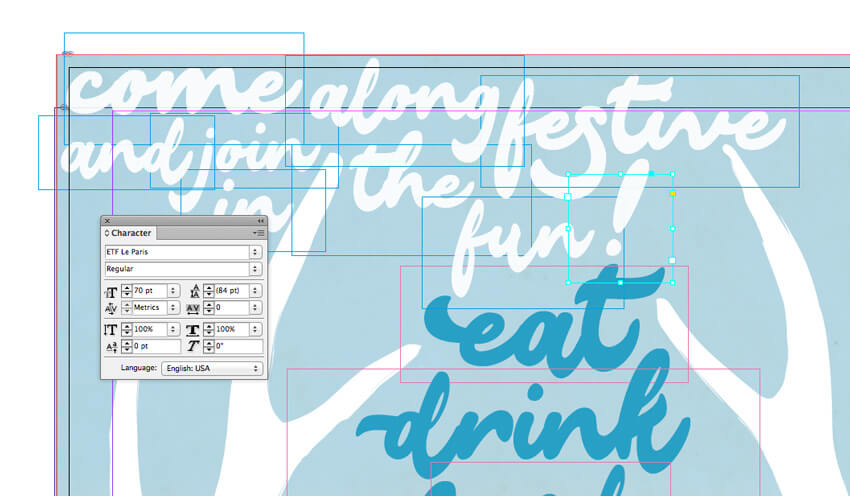 come along festive
and join in the
fun!
Character
ETF Le Paris
Regular
70 pt (84 pt)
Metrics 0
100% 100%
0 pt 0°
Language: English: USA
eat
drink